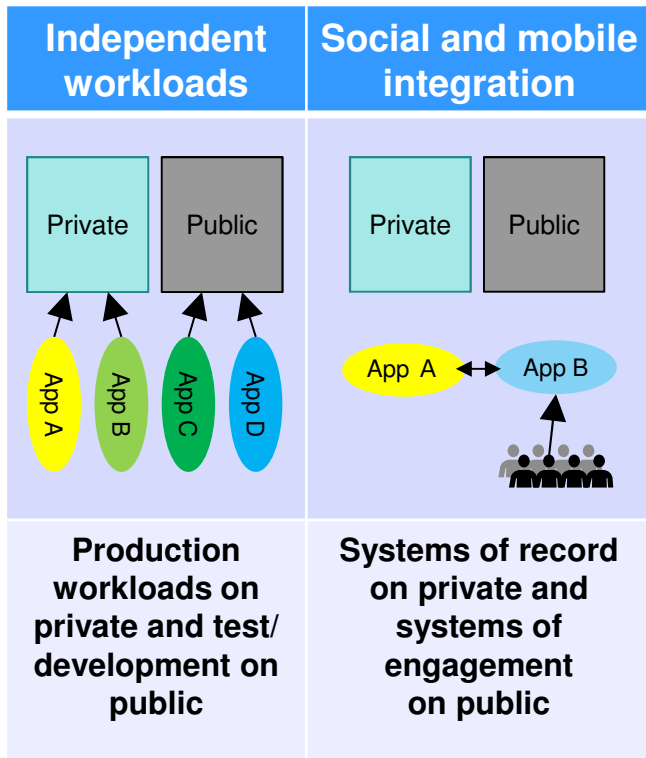 Independent
workloads
Social and mobile
integration
Private
Public
App A
App B
App C
App D
Private
Public
App A
App B
Production
workloads on
private and test/
development on
public
Systems of record
on private and
systems of
engagement
on public